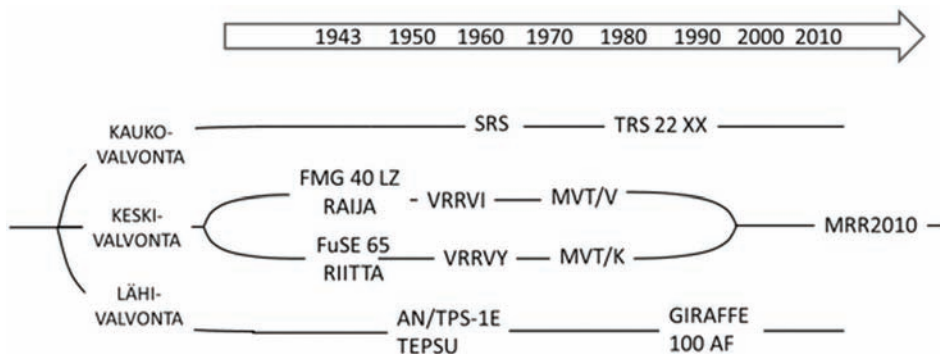 1943 1950 1960 1970 1980 1990 2000 2010
KAUKO-
VALVONTA
SRS
TRS 22 XX
KESKI-
VALVONTA
FMG 40 LZ
RAIJA
VRRVI
MVT/V
FuSE 65
RIITTA
VRRVY
MVT/K
MRR2010
LÄHI-
VALVONTA
AN/TPS-1E
TEPSU
GIRAFFE
100 AF